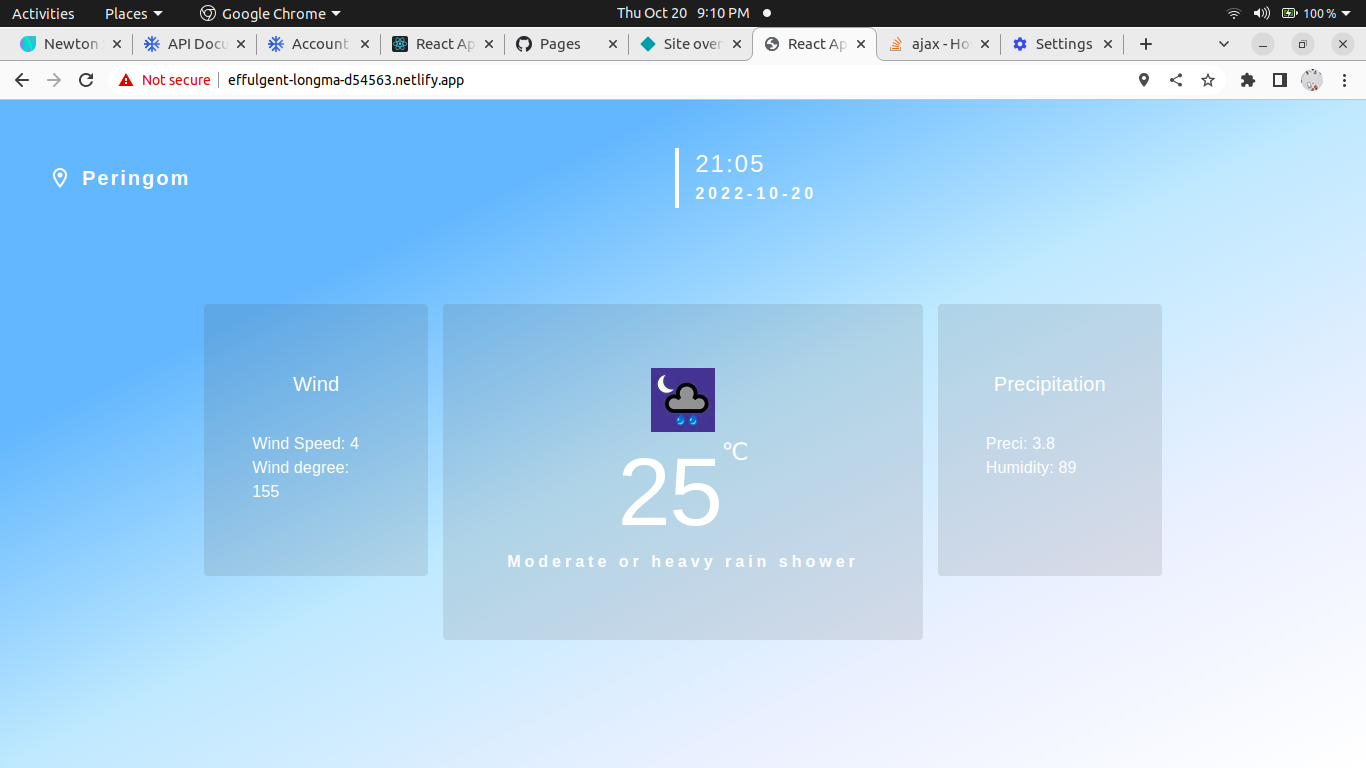 Activities Places Google Chrome Thu Oct 20 9:10 PM 100 %
Newton API Docu Account React Ap Pages Site over React Ap ajax - Ho Settings
Not secure effulgent-longma-d54563.netlify.app
Peringom
21:05
2022-10-20
Wind
Wind Speed: 4
Wind degree:
155
°C
25
Moderate or heavy rain shower
Precipitation
Preci: 3.8
Humidity: 89